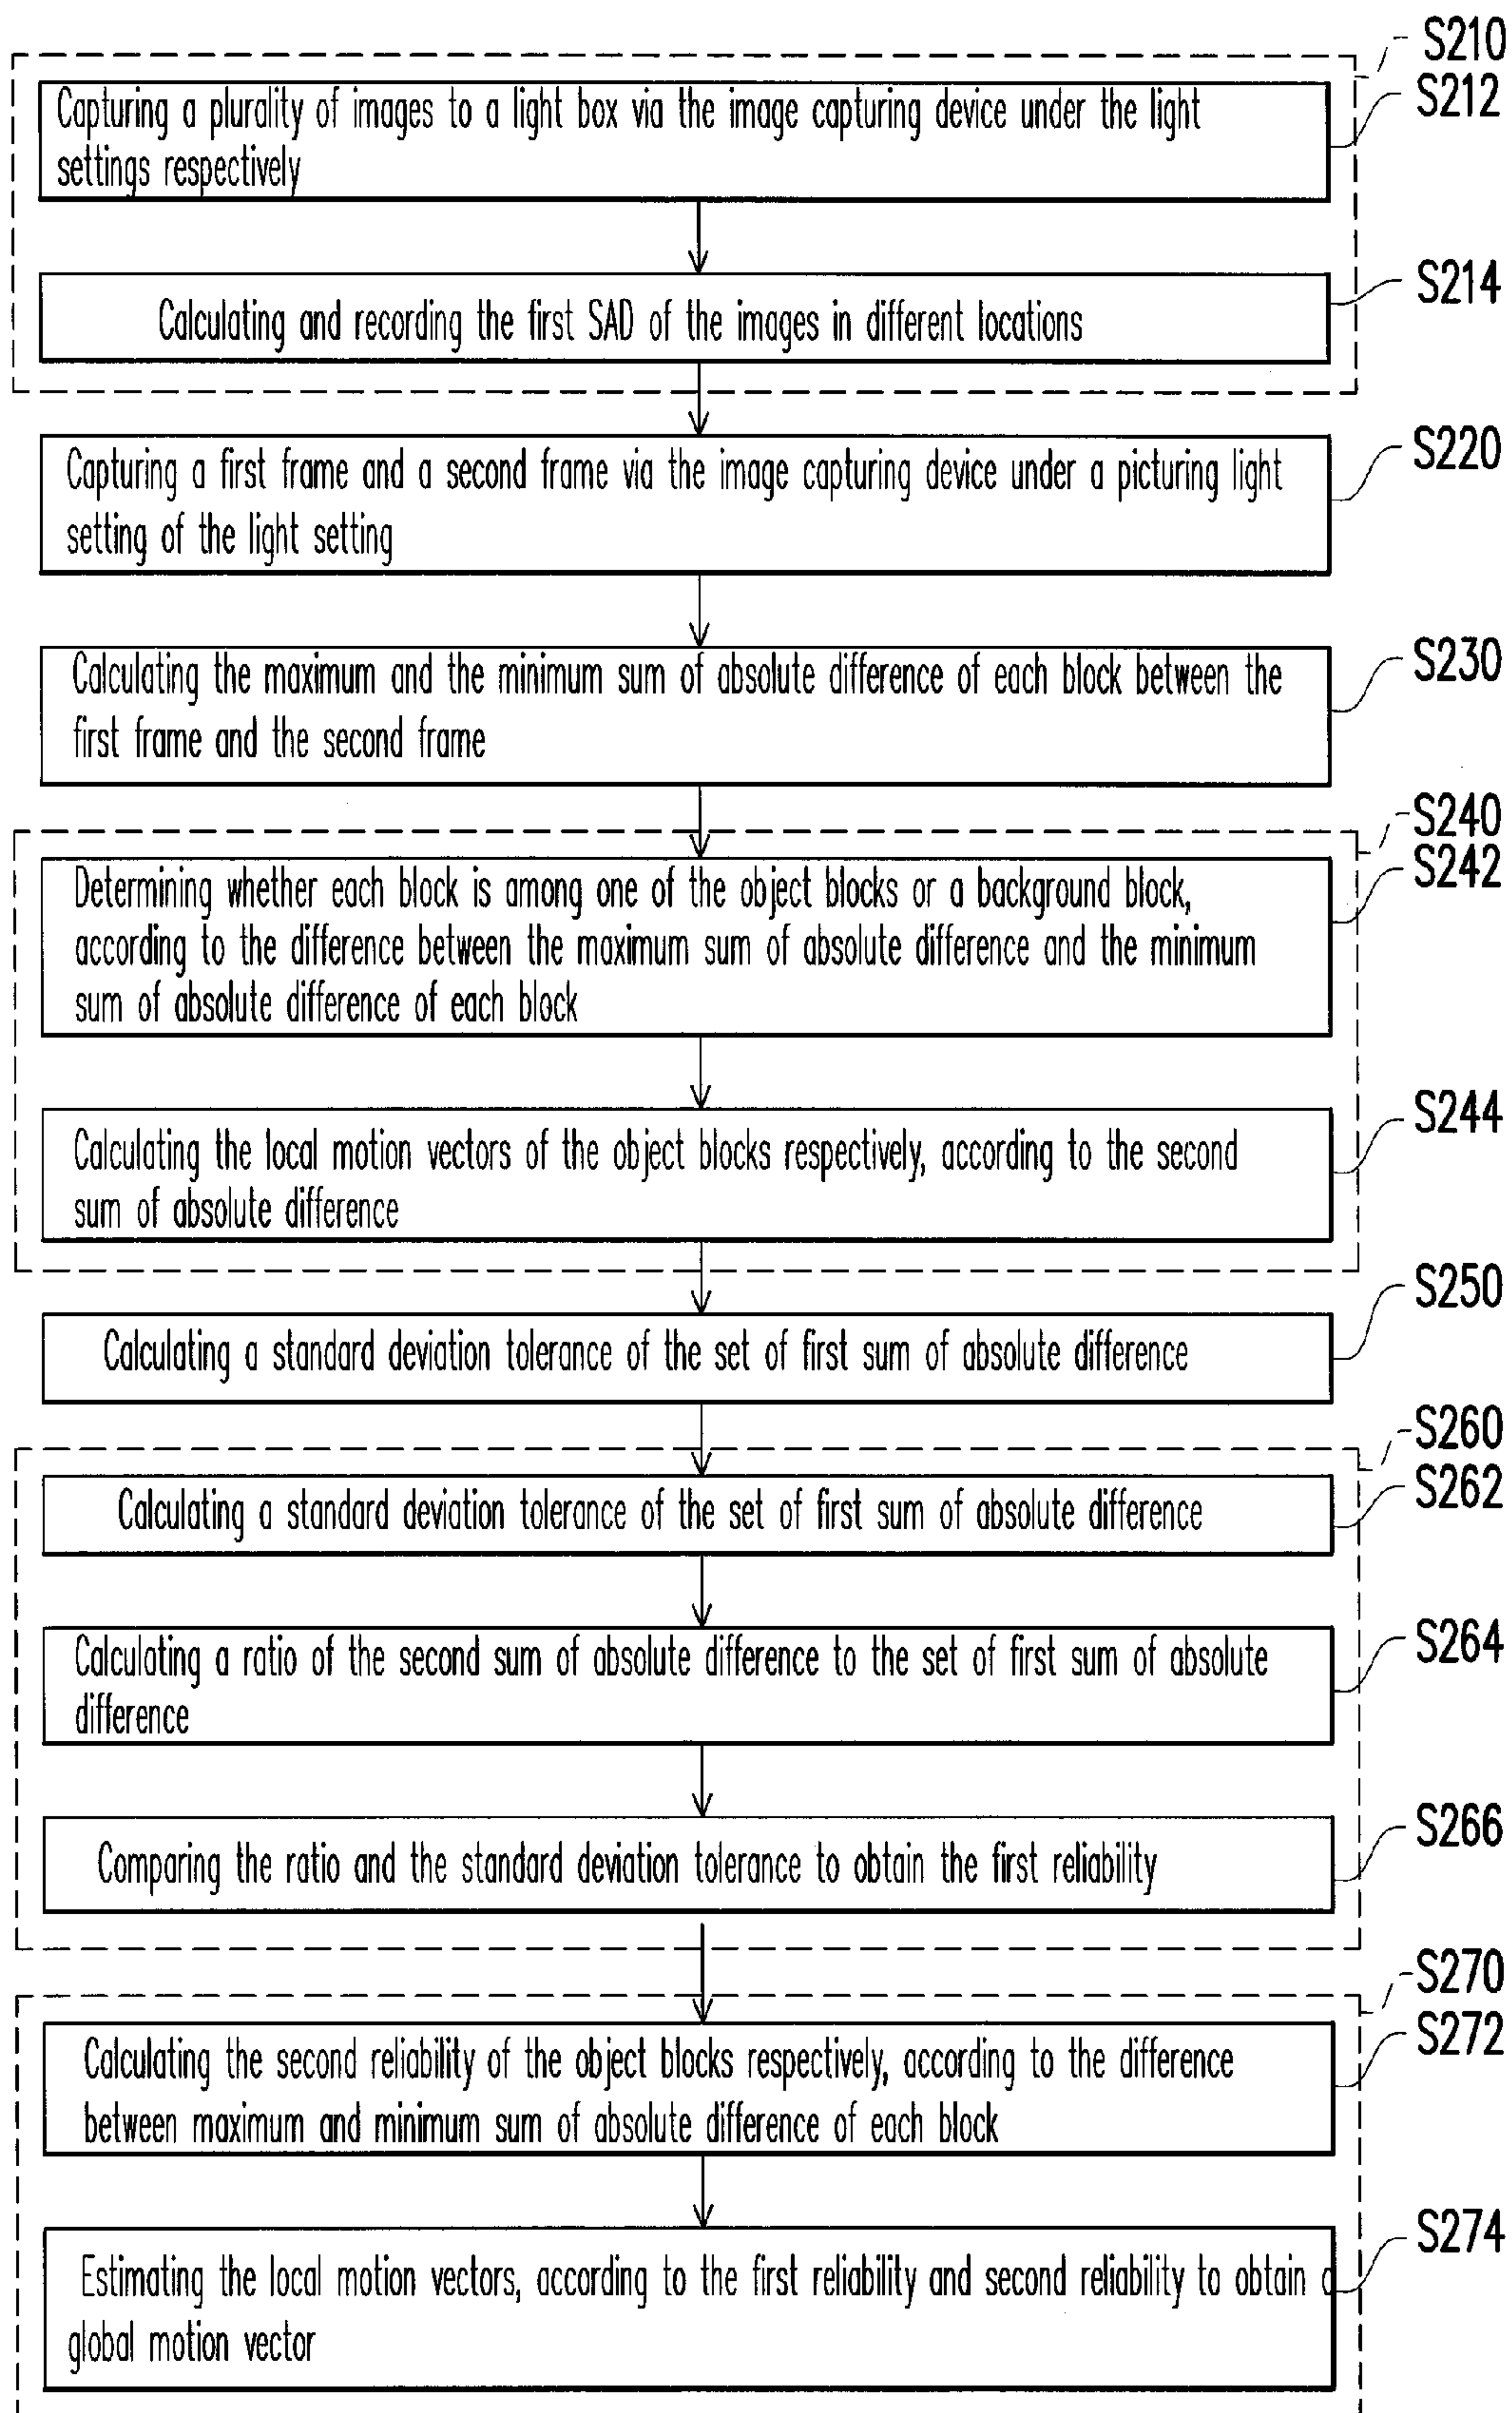 S210
S212
Capturing a plurality of images to a light box via the image capturing device under the light
settings respectively
S214
Calculating and recording the first SAD of the images in different locations
S220
Capturing a first frame and a second frame via the image capturing device under a picturing light
setting of the light setting
S230
Calculating the maximum and the minimum sum of absolute difference of each block between the
first frame and the second frame
S240
S242
Determining whether each block is among one of the object blocks or a background block,
according to the difference between the maximum sum of absolute difference and the minimum
sum of absolute difference of each block
S244
Calculating the local motion vectors of the object blocks respectively, according to the second
sum of absolute difference
S250
Calculating a standard deviation tolerance of the set of first sum of absolute difference
S260
S262
Calculating a standard deviation tolerance of the set of first sum of absolute difference
S264
Calculating a ratio of the second sum of absolute difference to the set of first sum of absolute
difference
S266
Comparing the ratio and the standard deviation tolerance to obtain the first reliability
S270
S272
Calculating the second reliability of the object blocks respectively, according to the difference
between maximum and minimum sum of absolute difference of each block
S274
Estimating the local motion vectors, according to the first reliability and second reliability to obtain a
global motion vector